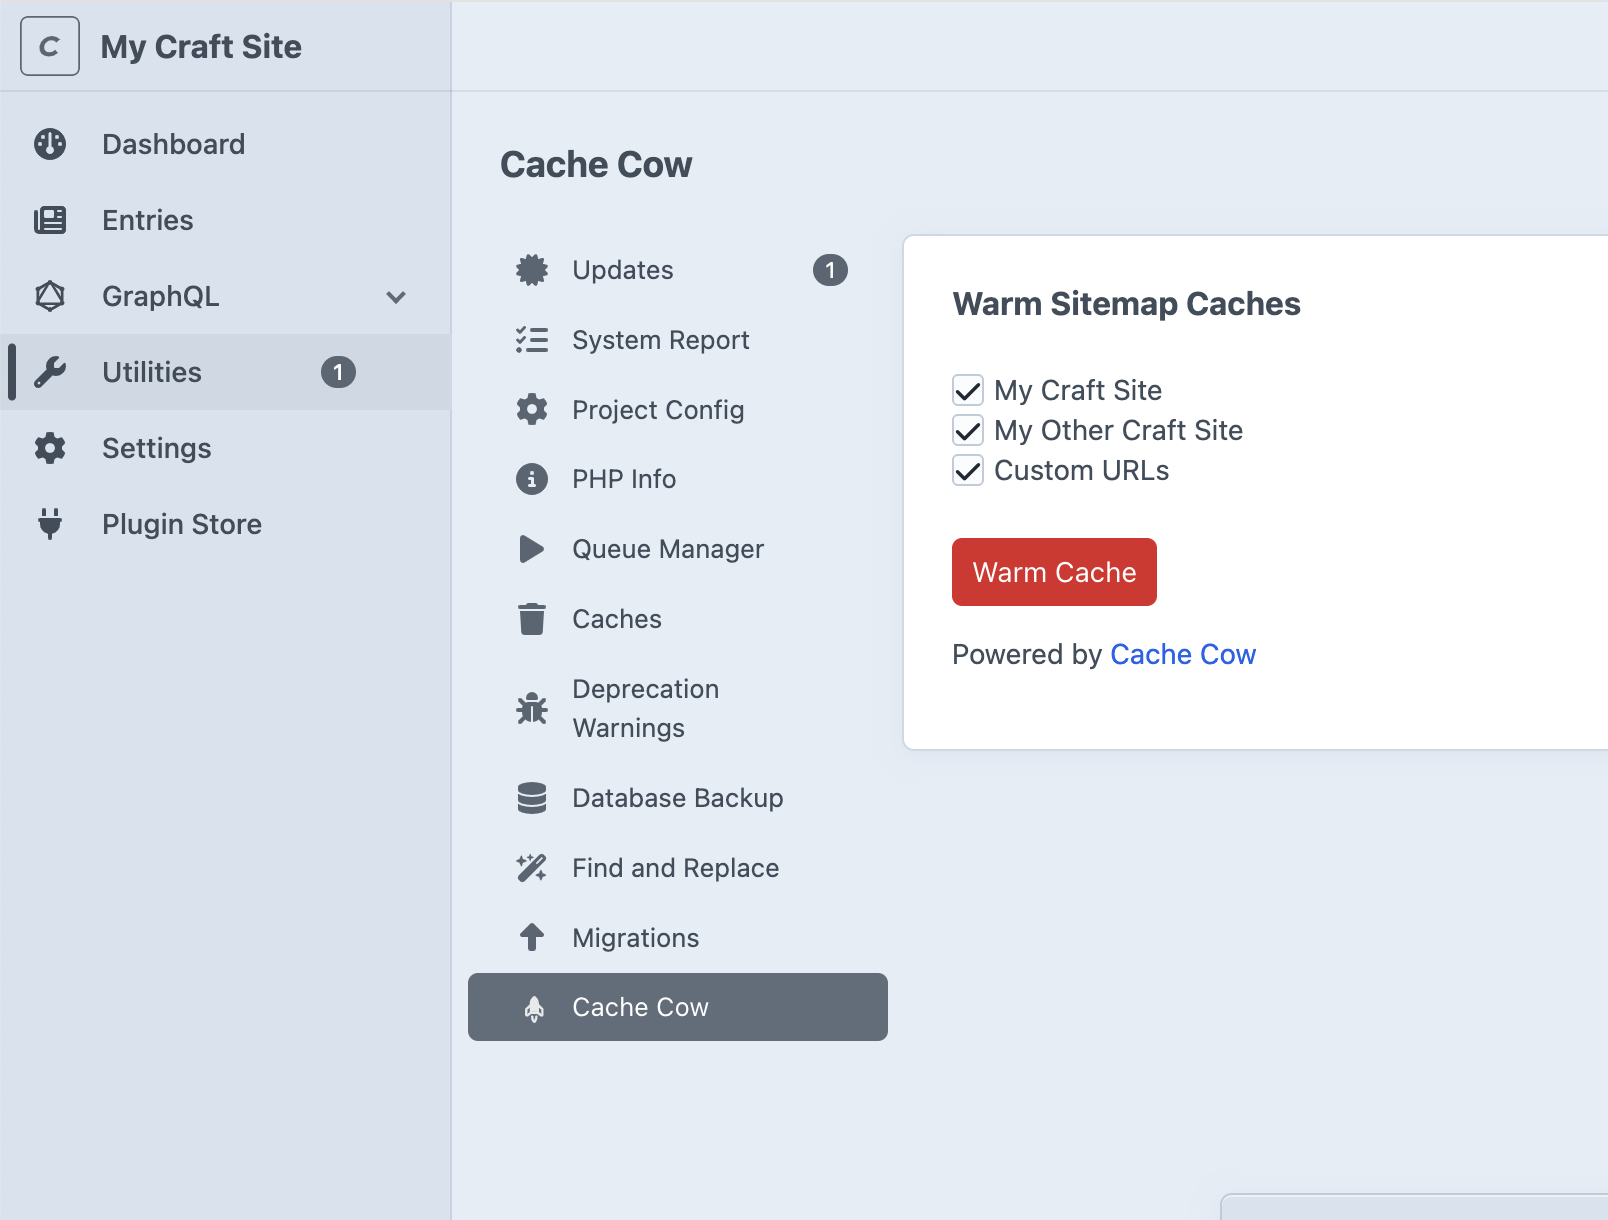 C
My Craft Site
Dashboard
Entries
GraphQL
Utilities 1
Settings
Plugin Store
Cache Cow
Updates 1
System Report
Project Config
PHP Info
Queue Manager
Caches
Deprecation
Warnings
Database Backup
Find and Replace
Migrations
Cache Cow
Warm Sitemap Caches
My Craft Site
My Other Craft Site
Custom URLs
Warm Cache
Powered by Cache Cow